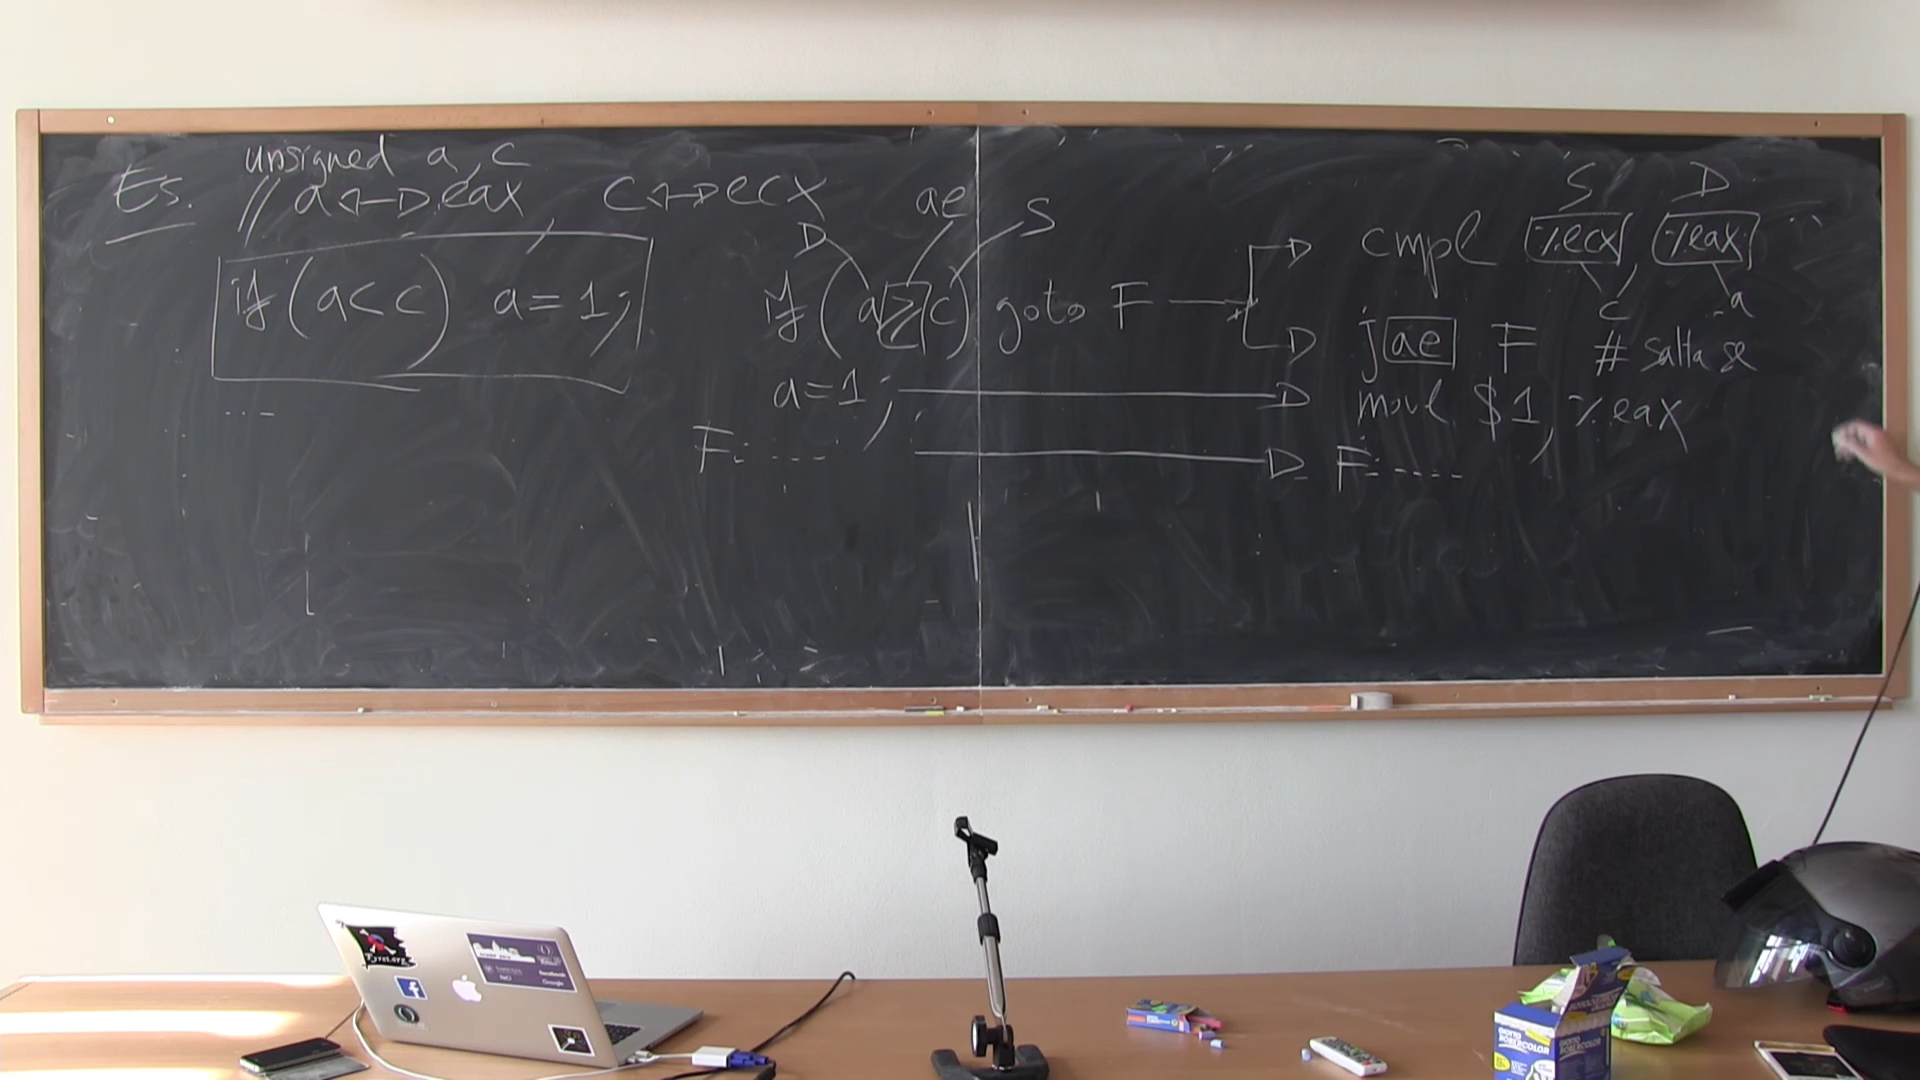 unsigned a, c
Es. // a ↔ eax, c ↔ ecx
if (a<c) a=1;
...
ae
D S
if (a≥c) goto F
a=1;
F: ....
S D
cmpl %ecx, %eax
c a
jae F # salta se
movl $1, %eax
F: ....